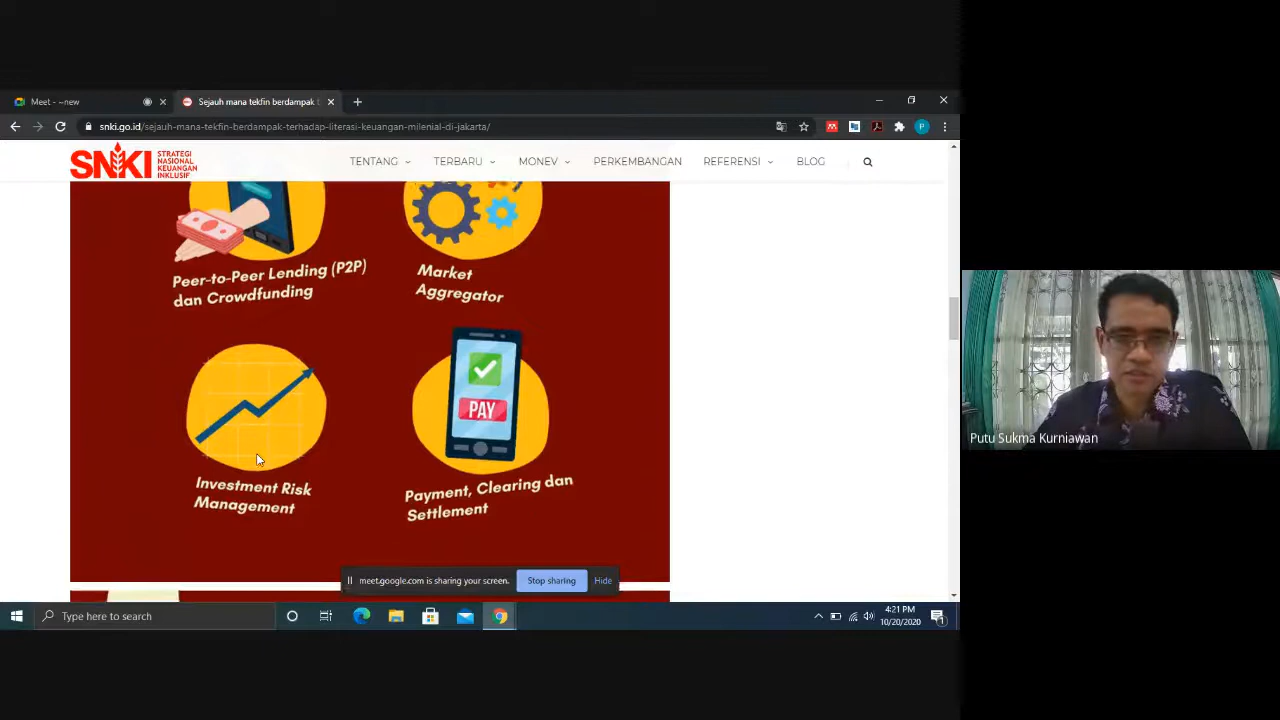 Meet - ~new
Sejauh mana tekfin berdampak t
snki.go.id/sejauh-mana-tekfin-berdampak-terhadap-literasi-keuangan-milenial-di-jakarta/
P
SNKI
STRATEGI
NASIONAL
KEUANGAN
INKLUSIF
TENTANG
TERBARU
MONEV
PERKEMBANGAN
REFERENSI
BLOG
Peer-to-Peer Lending (P2P)
dan Crowdfunding
Market
Aggregator
PAY
Investment Risk
Management
Payment, Clearing dan
Settlement
Putu Sukma Kurniawan
meet.google.com is sharing your screen.
Stop sharing
Hide
Type here to search
4:21 PM
10/20/2020
1